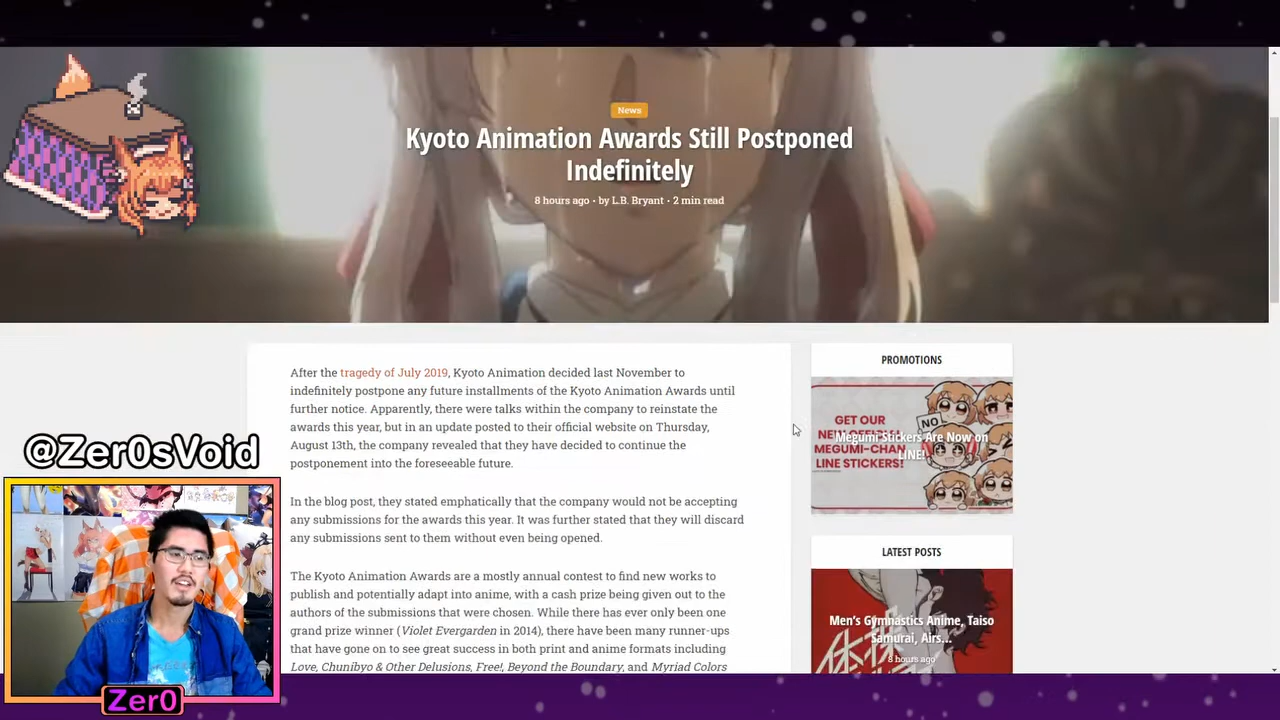 News
Kyoto Animation Awards Still Postponed
Indefinitely
8 hours ago • by L.B. Bryant • 2 min read
After the tragedy of July 2019, Kyoto Animation decided last November to
indefinitely postpone any future installments of the Kyoto Animation Awards until
further notice. Apparently, there were talks within the company to reinstate the
awards this year, but in an update posted to their official website on Thursday,
August 13th, the company revealed that they have decided to continue the
postponement into the foreseeable future.
In the blog post, they stated emphatically that the company would not be accepting
any submissions for the awards this year. It was further stated that they will discard
any submissions sent to them without even being opened.
The Kyoto Animation Awards are a mostly annual contest to find new works to
publish and potentially adapt into anime, with a cash prize being given out to the
authors of the submissions that were chosen. While there has ever only been one
grand prize winner (Violet Evergarden in 2014), there have been many runner-ups
that have gone on to see great success in both print and anime formats including
Love, Chunibyo & Other Delusions, Free!, Beyond the Boundary, and Myriad Colors
PROMOTIONS
GET OUR
MEGUMI-CHAN
LINE STICKERS!
NO
Megumi Stickers Are Now on
LINE!
LATEST POSTS
Men's Gymnastics Anime, Taiso
Samurai, Airs...
8 hours ago
@Zer0sVoid
Zer0